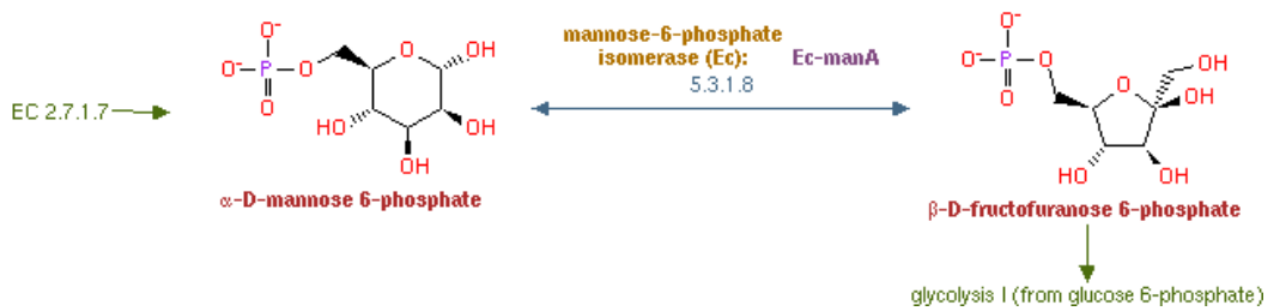 mannose-6-phosphate
isomerase (Ec): Ec-manA
5.3.1.8
EC 2.7.1.7
O⁻
O⁻ P O
O
O OH
HO OH
OH
α-D-mannose 6-phosphate
O⁻
O⁻ P O
O
O OH
OH
HO OH
β-D-fructofuranose 6-phosphate
glycolysis I (from glucose 6-phosphate)